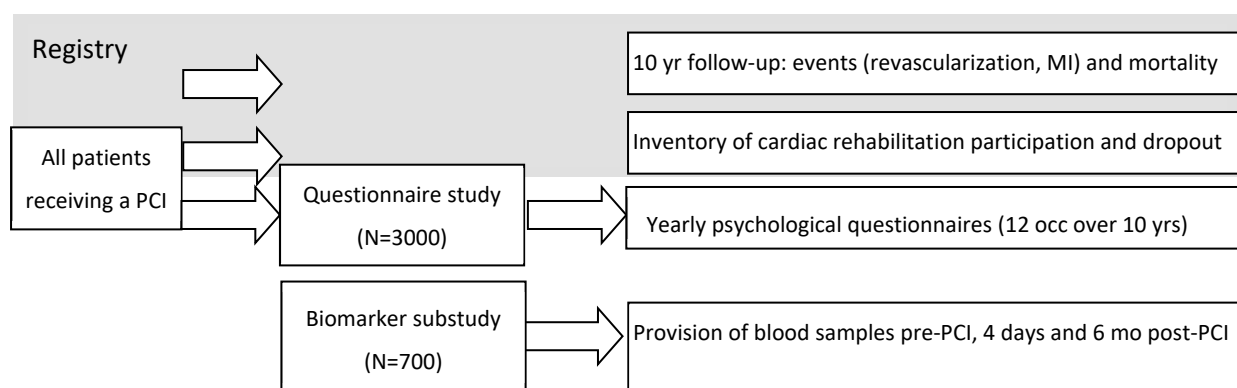 Registry
10 yr follow-up: events (revascularization, MI) and mortality
Inventory of cardiac rehabilitation participation and dropout
All patients
receiving a PCI
Questionnaire study
(N=3000)
Yearly psychological questionnaires (12 occ over 10 yrs)
Biomarker substudy
(N=700)
Provision of blood samples pre-PCI, 4 days and 6 mo post-PCI